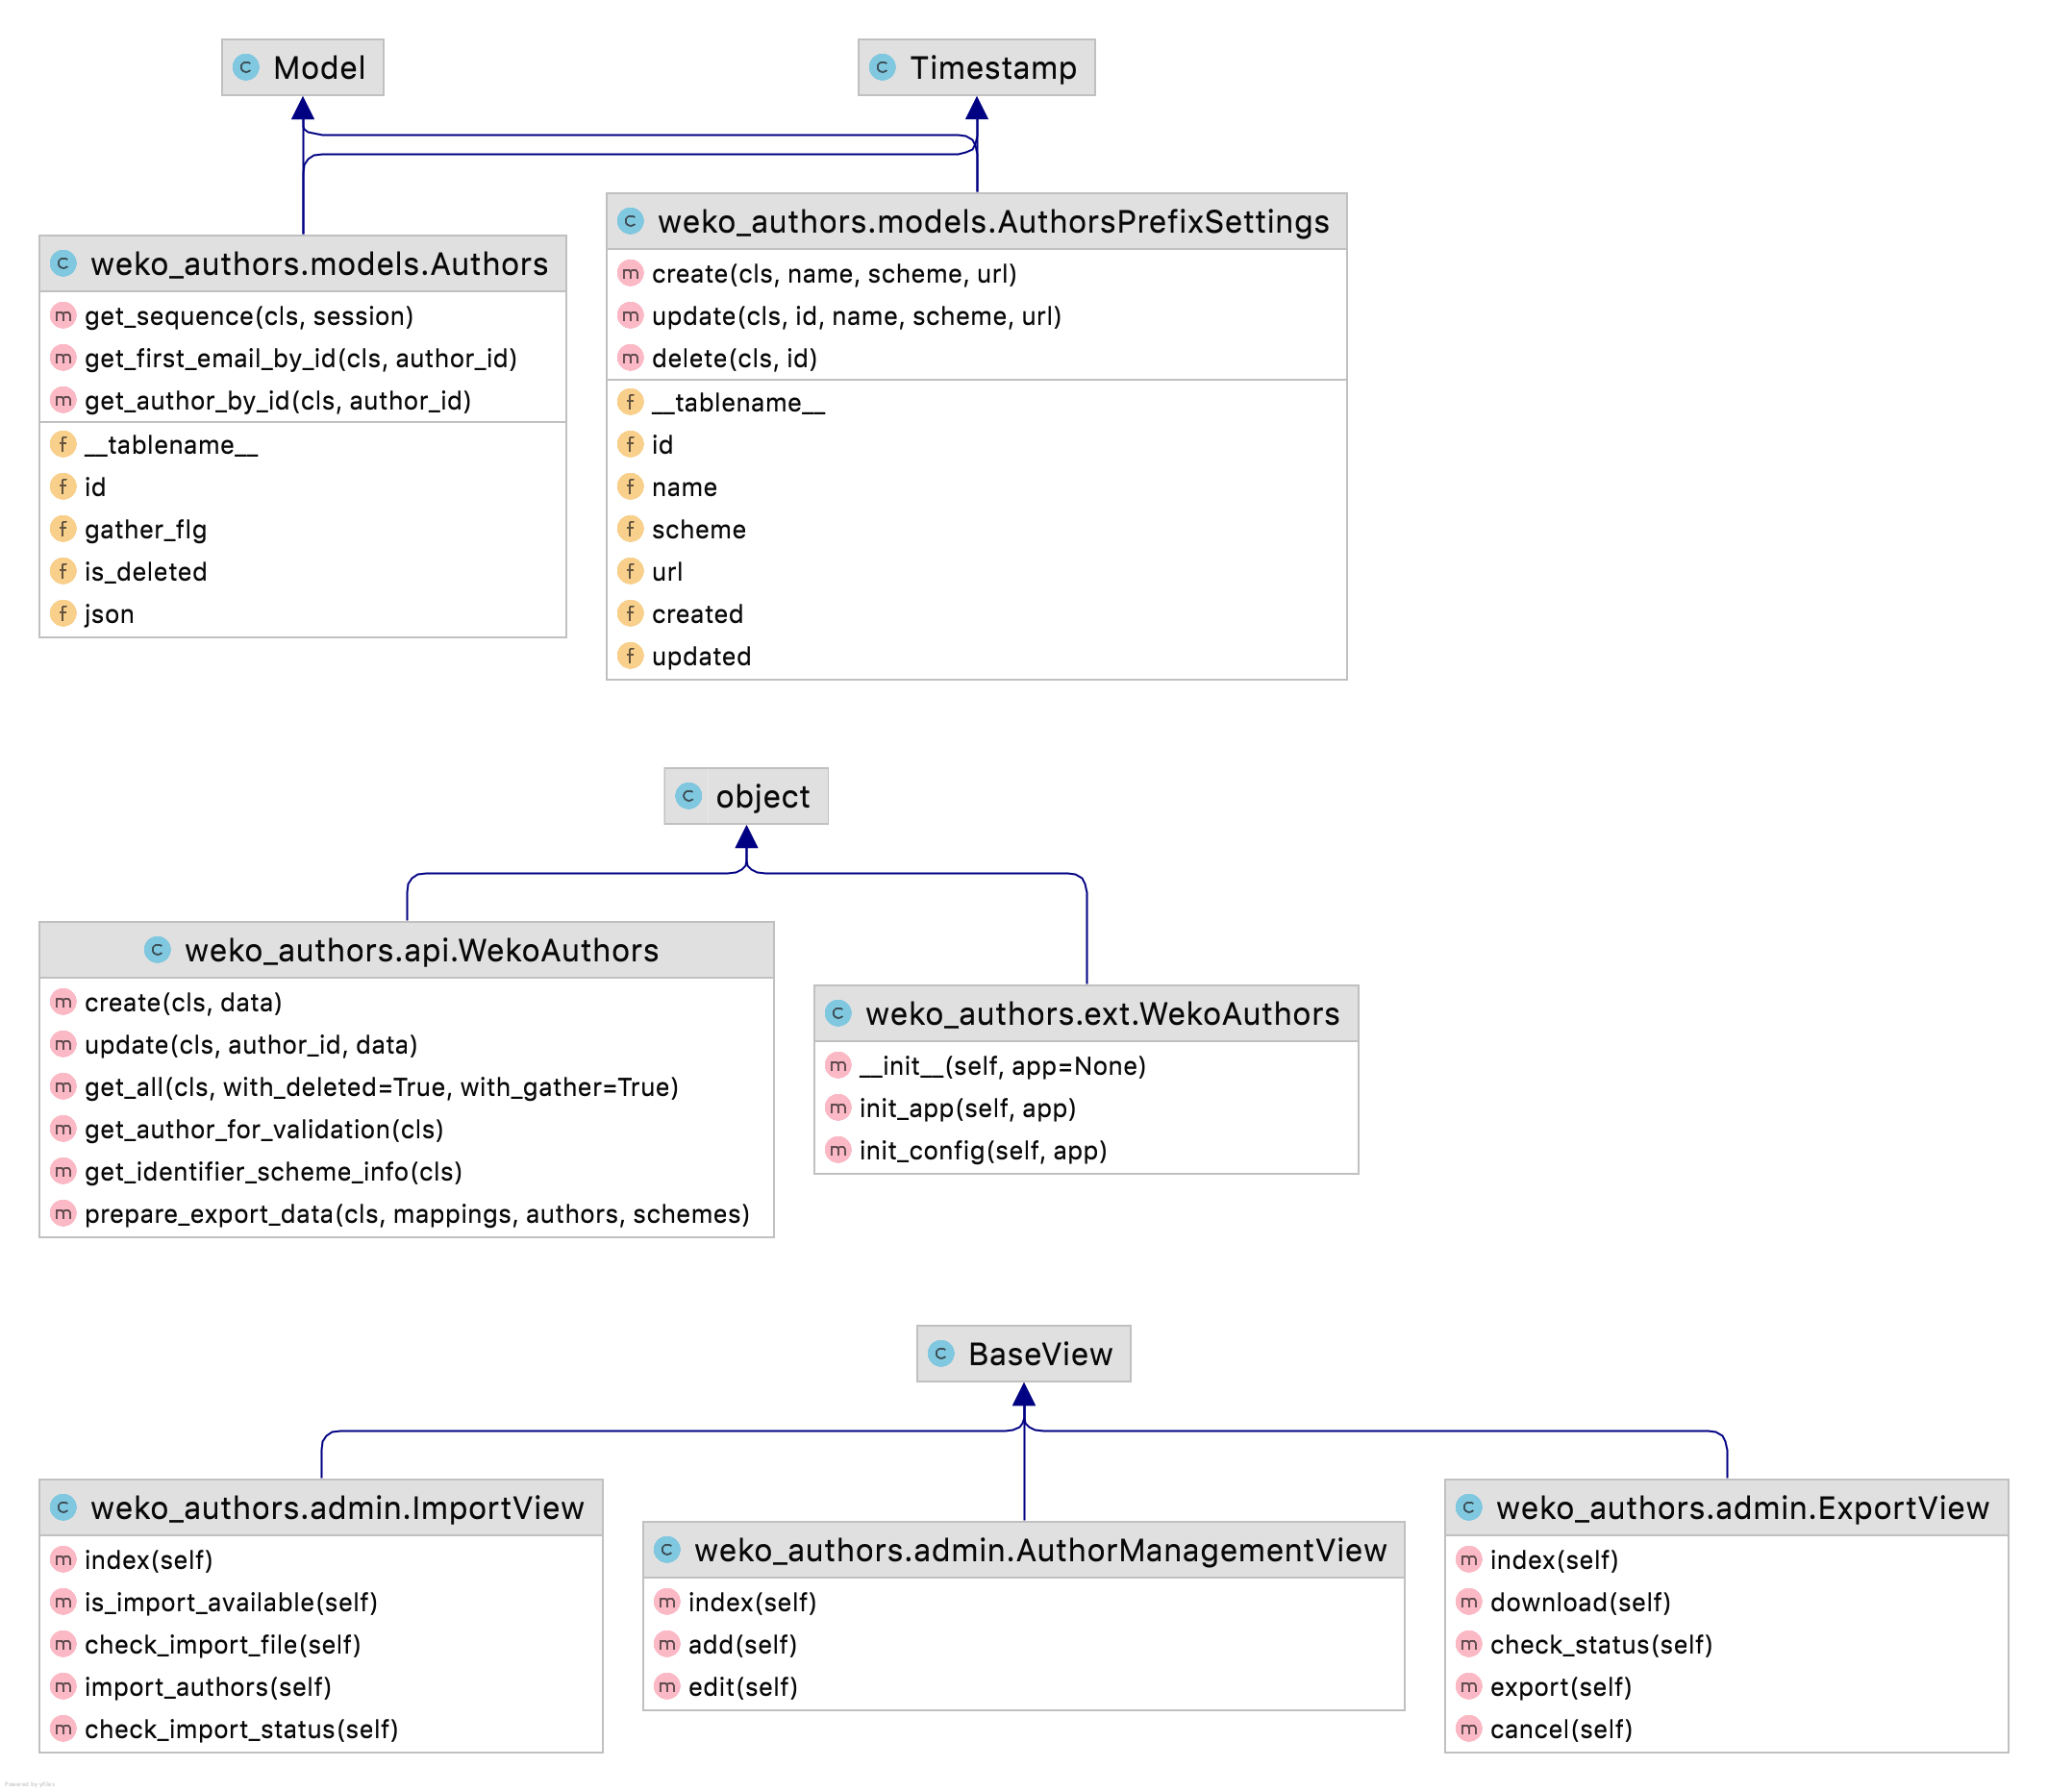 Model
Timestamp
weko_authors.models.Authors
get_sequence(cls, session)
get_first_email_by_id(cls, author_id)
get_author_by_id(cls, author_id)
__tablename__
id
gather_flg
is_deleted
json
weko_authors.models.AuthorsPrefixSettings
create(cls, name, scheme, url)
update(cls, id, name, scheme, url)
delete(cls, id)
__tablename__
id
name
scheme
url
created
updated
object
weko_authors.api.WekoAuthors
create(cls, data)
update(cls, author_id, data)
get_all(cls, with_deleted=True, with_gather=True)
get_author_for_validation(cls)
get_identifier_scheme_info(cls)
prepare_export_data(cls, mappings, authors, schemes)
weko_authors.ext.WekoAuthors
__init__(self, app=None)
init_app(self, app)
init_config(self, app)
BaseView
weko_authors.admin.ImportView
index(self)
is_import_available(self)
check_import_file(self)
import_authors(self)
check_import_status(self)
weko_authors.admin.AuthorManagementView
index(self)
add(self)
edit(self)
weko_authors.admin.ExportView
index(self)
download(self)
check_status(self)
export(self)
cancel(self)
Powered by yFiles